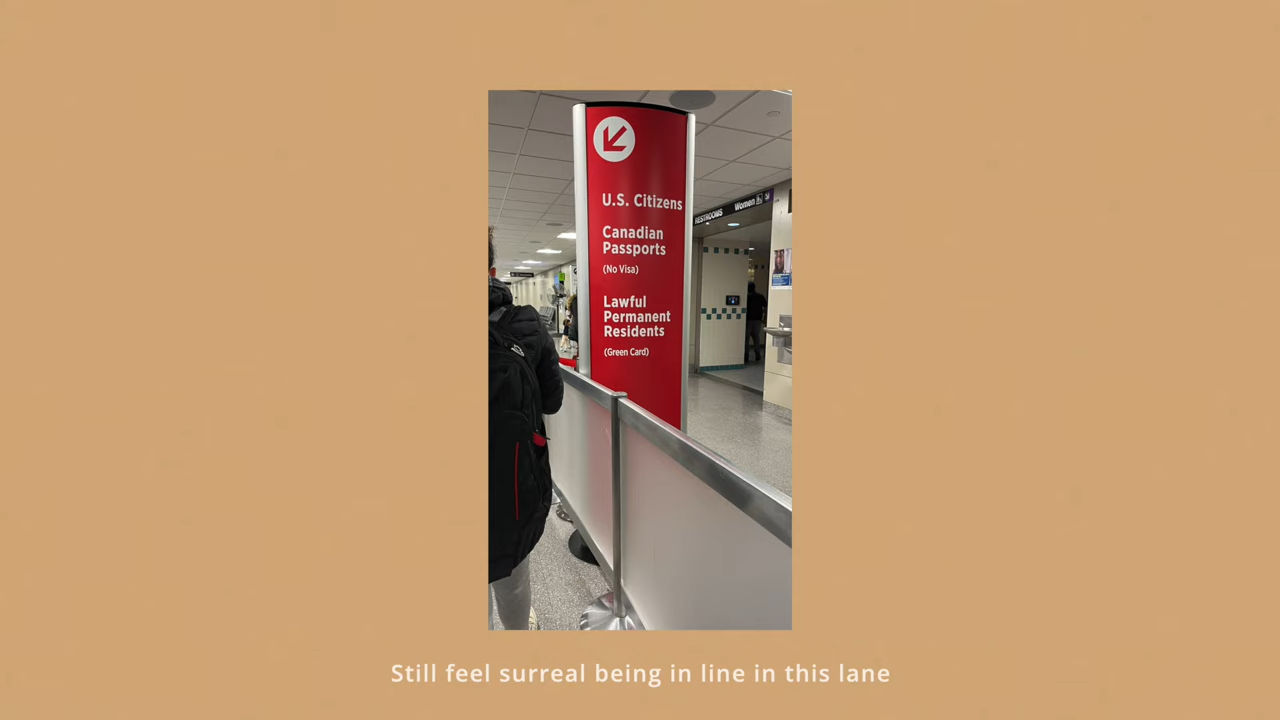 U.S. Citizens
Canadian
Passports
(No Visa)
Lawful
Permanent
Residents
(Green Card)
RESTROOMS Women
Still feel surreal being in line in this lane